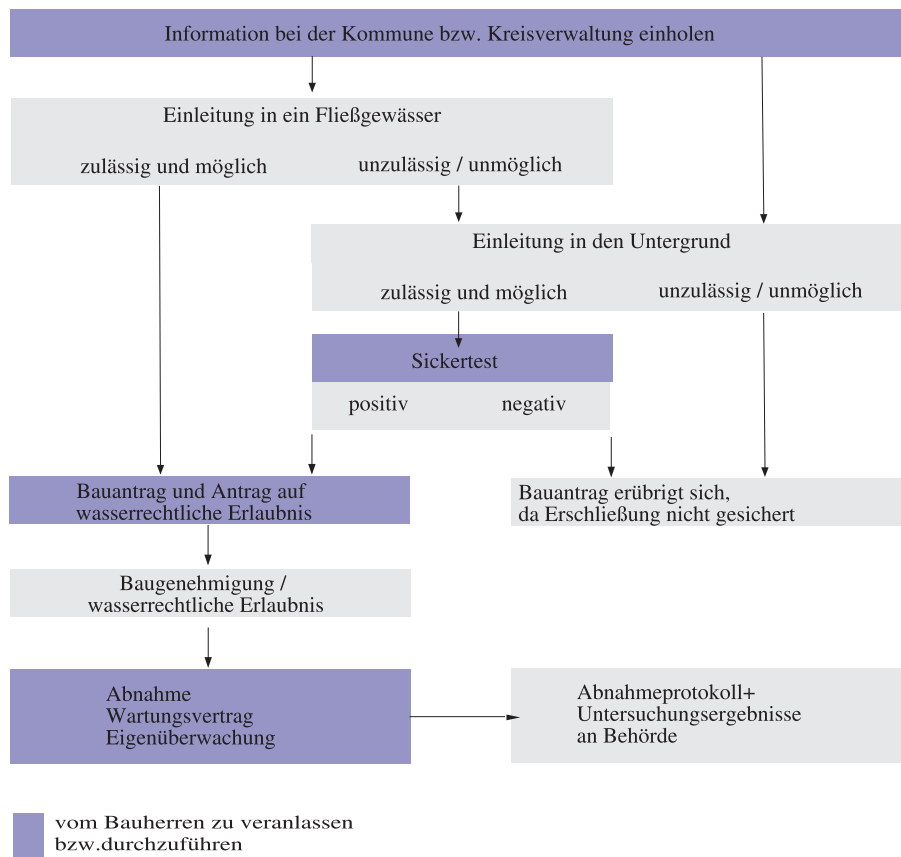 Information bei der Kommune bzw. Kreisverwaltung einholen
Einleitung in ein Fließgewässer
zulässig und möglich
unzulässig / unmöglich
Einleitung in den Untergrund
zulässig und möglich
unzulässig / unmöglich
Sickertest
positiv
negativ
Bauantrag und Antrag auf
wasserrechtliche Erlaubnis
Bauantrag erübrigt sich,
da Erschließung nicht gesichert
Baugenehmigung /
wasserrechtliche Erlaubnis
Abnahme
Wartungsvertrag
Eigenüberwachung
Abnahmeprotokoll+
Untersuchungsergebnisse
an Behörde
vom Bauherren zu veranlassen
bzw.durchzuführen